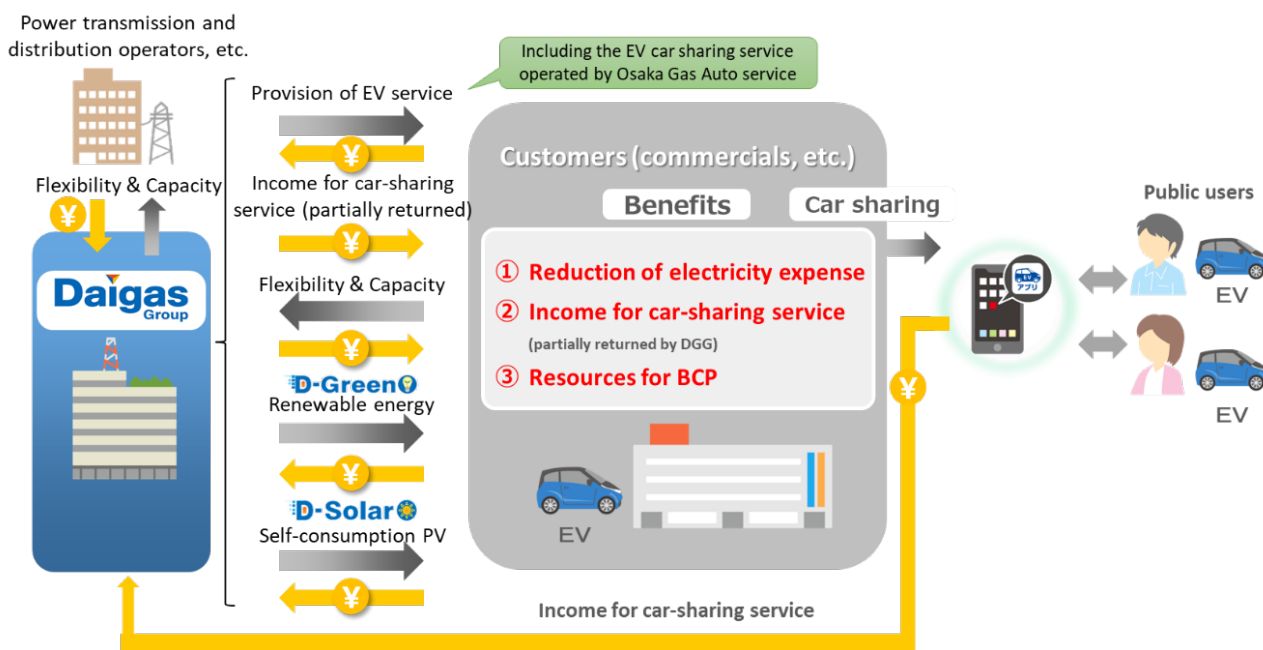 Power transmission and
distribution operators, etc.
Flexibility & Capacity
¥
Daigas
Group
Including the EV car sharing service
operated by Osaka Gas Auto service
Provision of EV service
¥
Income for car-sharing
service (partially returned)
¥
Flexibility & Capacity
¥
D-Green
Renewable energy
¥
D-Solar
Self-consumption PV
¥
Customers (commercials, etc.)
Benefits
Car sharing
① Reduction of electricity expense
② Income for car-sharing service
(partially returned by DGG)
③ Resources for BCP
EV
EV
アプリ
Public users
EV
EV
¥
Income for car-sharing service